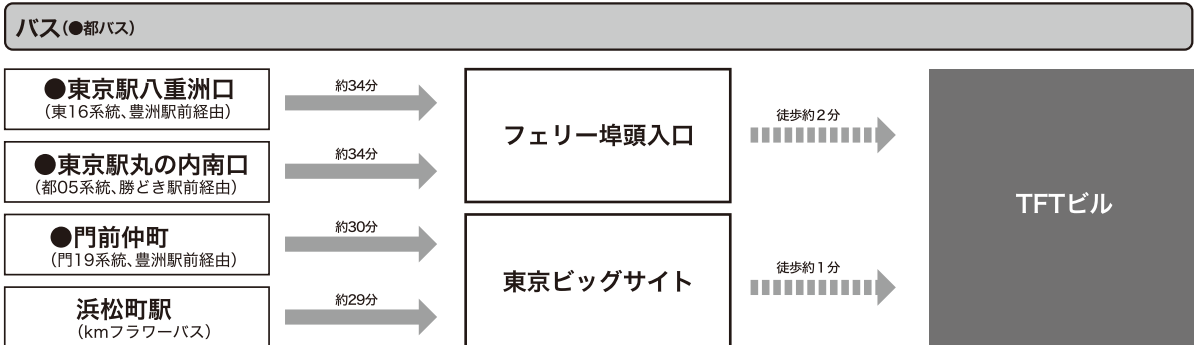 バス(●都バス)
●東京駅八重洲口
(東16系統、豊洲駅前経由)
約34分
●東京駅丸の内南口
(都05系統、勝どき駅前経由)
約34分
フェリー埠頭入口
徒歩約2分
●門前仲町
(門19系統、豊洲駅前経由)
約30分
浜松町駅
(kmフラワーバス)
約29分
東京ビッグサイト
徒歩約1分
TFTビル